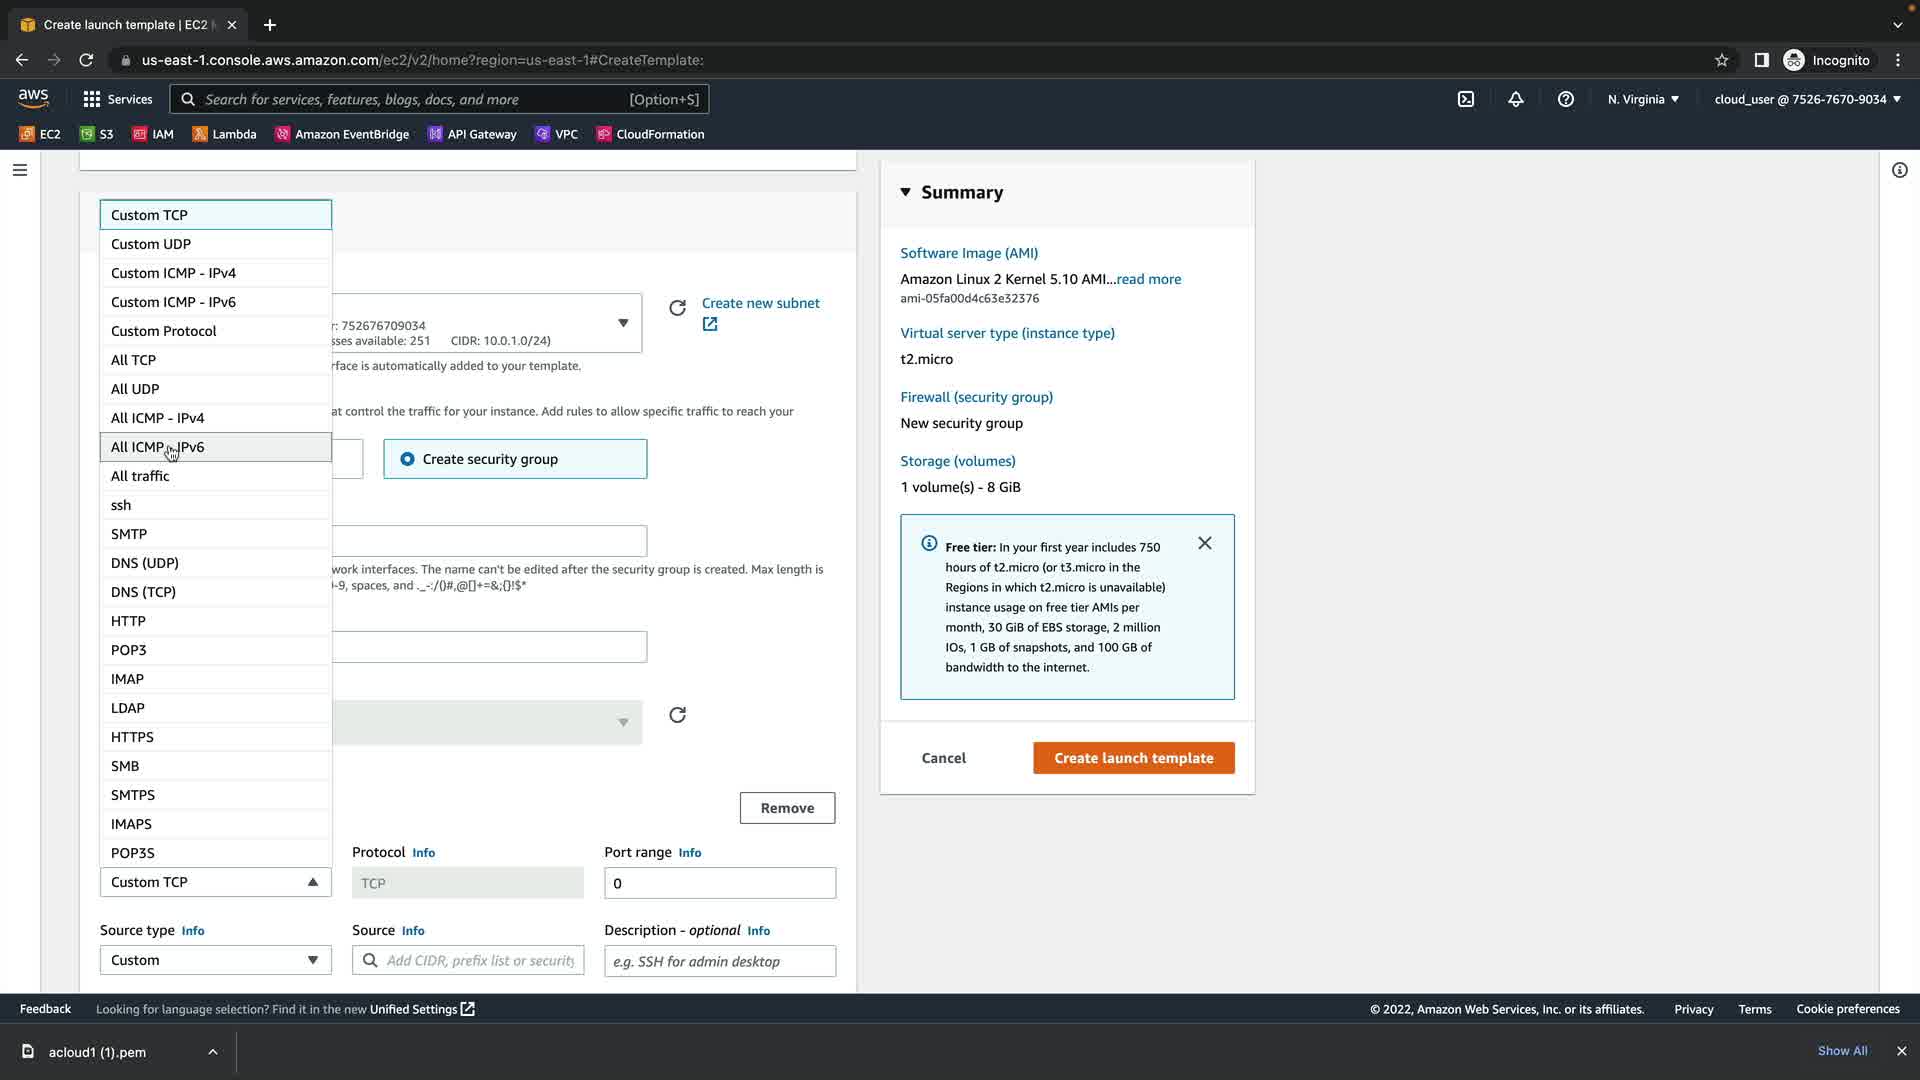 Create launch template | EC2
us-east-1.console.aws.amazon.com/ec2/v2/home?region=us-east-1#CreateTemplate:
Incognito
aws
Services
Search for services, features, blogs, docs, and more
[Option+S]
N. Virginia
cloud_user @ 7526-7670-9034
EC2
S3
IAM
Lambda
Amazon EventBridge
API Gateway
VPC
CloudFormation
Custom TCP
Custom UDP
Custom ICMP - IPv4
Custom ICMP - IPv6
Custom Protocol
All TCP
All UDP
All ICMP - IPv4
All ICMP - IPv6
All traffic
ssh
SMTP
DNS (UDP)
DNS (TCP)
HTTP
POP3
IMAP
LDAP
HTTPS
SMB
SMTPS
IMAPS
POP3S
Custom TCP
r: 752676709034
sses available: 251 CIDR: 10.0.1.0/24)
Create new subnet
rface is automatically added to your template.
at control the traffic for your instance. Add rules to allow specific traffic to reach your
Create security group
work interfaces. The name can't be edited after the security group is created. Max length is
)-9, spaces, and ._-:/()#,@[]+=&;{}!$*
Remove
Protocol Info
TCP
Port range Info
0
Source type Info
Custom
Source Info
Add CIDR, prefix list or security
Description - optional Info
e.g. SSH for admin desktop
Summary
Software Image (AMI)
Amazon Linux 2 Kernel 5.10 AMI...read more
ami-05fa00d4c63e32376
Virtual server type (instance type)
t2.micro
Firewall (security group)
New security group
Storage (volumes)
1 volume(s) - 8 GiB
Free tier: In your first year includes 750
hours of t2.micro (or t3.micro in the
Regions in which t2.micro is unavailable)
instance usage on free tier AMIs per
month, 30 GiB of EBS storage, 2 million
IOs, 1 GB of snapshots, and 100 GB of
bandwidth to the internet.
Cancel
Create launch template
Feedback
Looking for language selection? Find it in the new Unified Settings
© 2022, Amazon Web Services, Inc. or its affiliates.
Privacy
Terms
Cookie preferences
acloud1 (1).pem
Show All